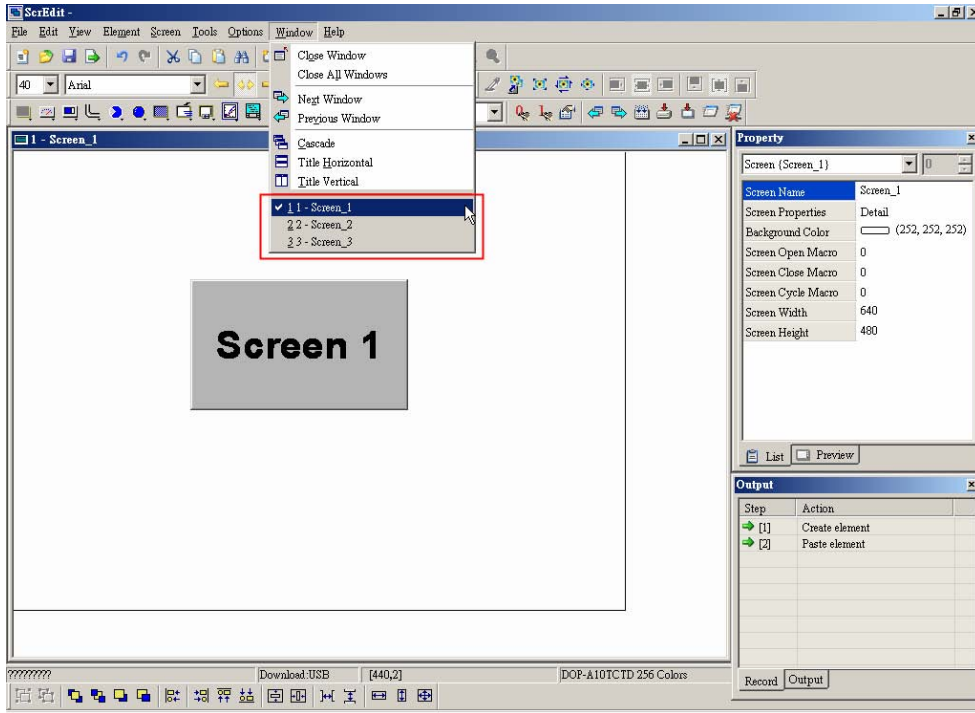 ScrEdit -
File Edit View Element Screen Tools Options Window Help
40 Arial
Close Window
Close All Windows
Next Window
Previous Window
Cascade
Title Horizontal
Title Vertical
1 1 - Screen_1
2 2 - Screen_2
3 3 - Screen_3
1 - Screen_1
Screen 1
Property
Screen {Screen_1} 0
Screen Name Screen_1
Screen Properties Detail
Background Color (252, 252, 252)
Screen Open Macro 0
Screen Close Macro 0
Screen Cycle Macro 0
Screen Width 640
Screen Height 480
List Preview
Output
Step Action
[1] Create element
[2] Paste element
Record Output
????????? Download:USB [440,2] DOP-A10TCTD 256 Colors